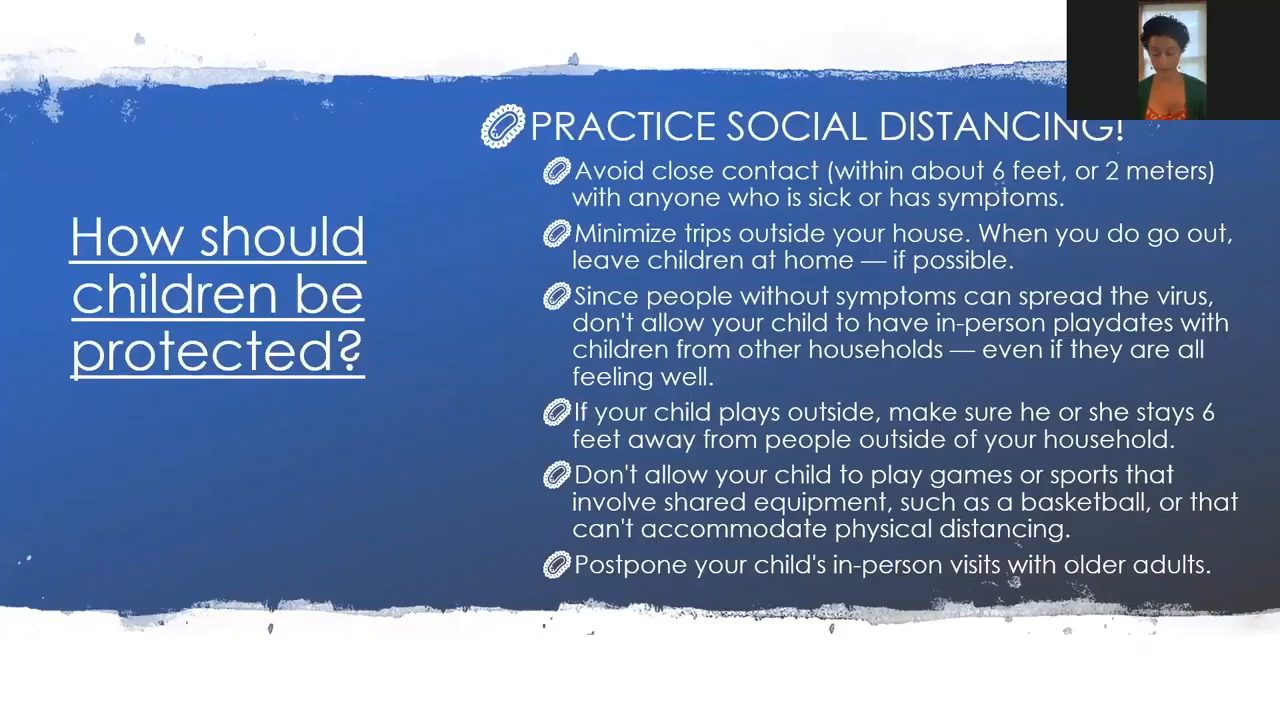 How should
children be
protected?
PRACTICE SOCIAL DISTANCING!
Avoid close contact (within about 6 feet, or 2 meters)
with anyone who is sick or has symptoms.
Minimize trips outside your house. When you do go out,
leave children at home — if possible.
Since people without symptoms can spread the virus,
don't allow your child to have in-person playdates with
children from other households — even if they are all
feeling well.
If your child plays outside, make sure he or she stays 6
feet away from people outside of your household.
Don't allow your child to play games or sports that
involve shared equipment, such as a basketball, or that
can't accommodate physical distancing.
Postpone your child's in-person visits with older adults.